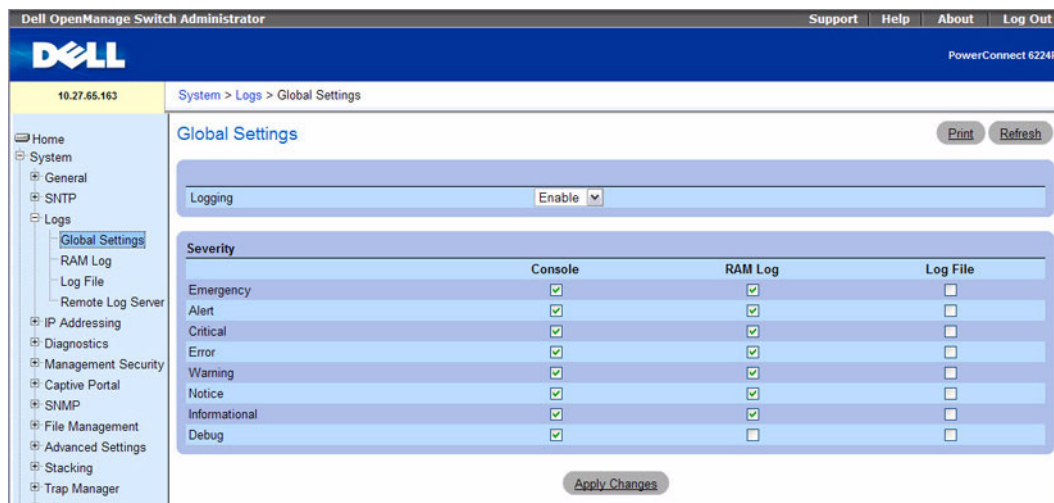 Dell OpenManage Switch Administrator
Support Help About Log Out
DELL
PowerConnect 6224
10.27.65.163
System > Logs > Global Settings
Home
System
General
SNTP
Logs
Global Settings
RAM Log
Log File
Remote Log Server
IP Addressing
Diagnostics
Management Security
Captive Portal
SNMP
File Management
Advanced Settings
Stacking
Trap Manager
Global Settings
Print Refresh
Logging Enable
Severity
Console RAM Log Log File
Emergency
Alert
Critical
Error
Warning
Notice
Informational
Debug
Apply Changes